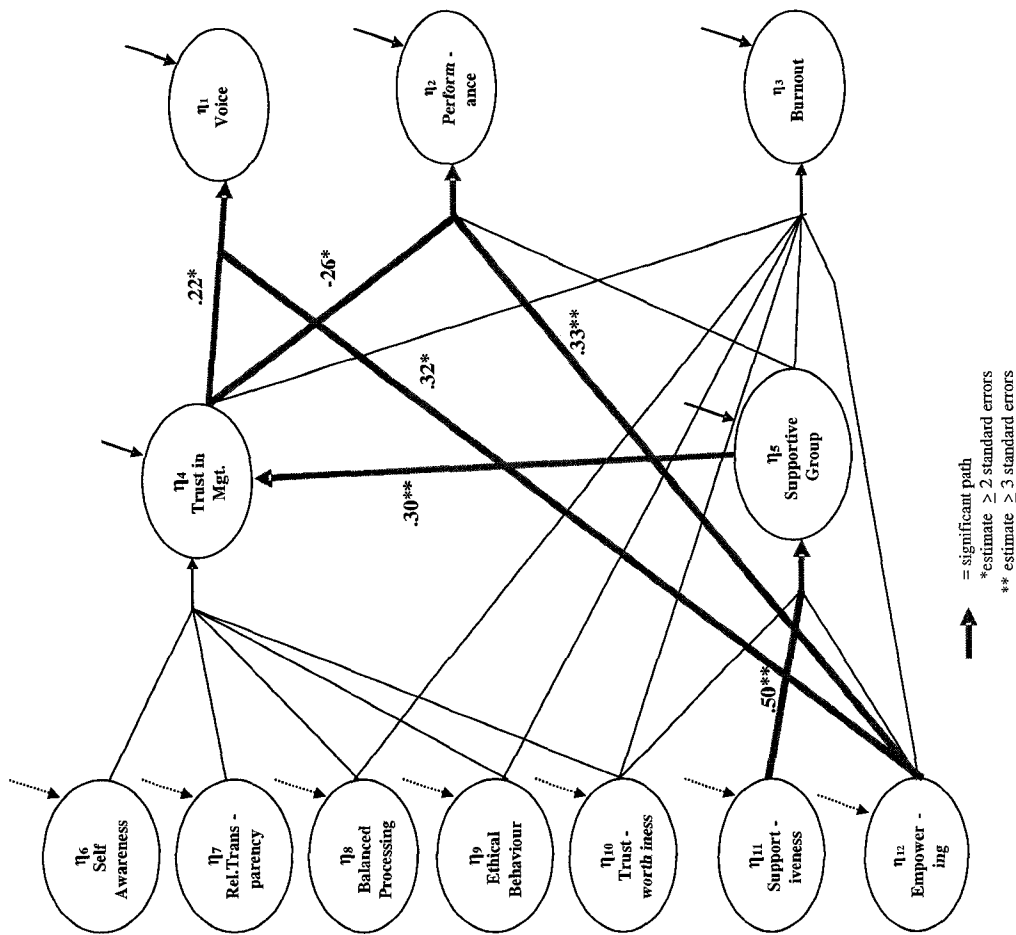 η6
Self
Awareness
η7
Rel.Trans -
parency
η8
Balanced
Processing
η9
Ethical
Behaviour
η10
Trust -
worth iness
η11
Support -
iveness
η12
Empower -
ing
η4
Trust in
Mgt.
η5
Supportive
Group
η1
Voice
η2
Perform -
ance
η3
Burnout
.22*
-26*
.32*
.33**
.30**
.50**
= significant path
*estimate ≥ 2 standard errors
** estimate ≥ 3 standard errors